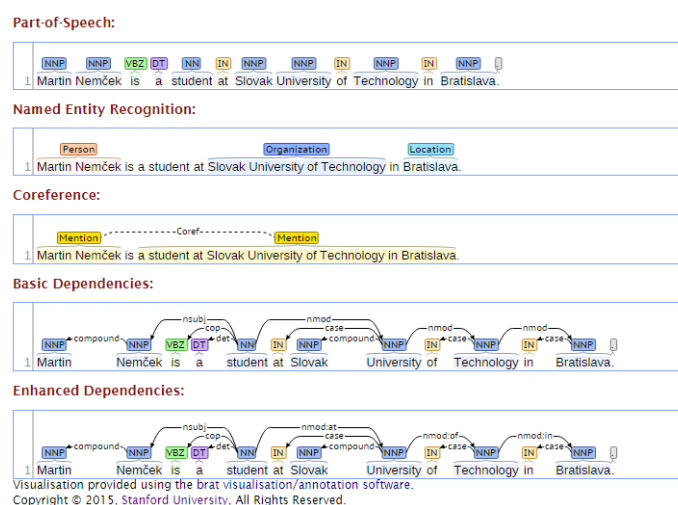 Part-of-Speech:
NNP NNP VBZ DT NN IN NNP NNP IN NNP IN NNP .
1 Martin Nemček is a student at Slovak University of Technology in Bratislava.
Named Entity Recognition:
Person Organization Location
1 Martin Nemček is a student at Slovak University of Technology in Bratislava.
Coreference:
Mention Coref Mention
1 Martin Nemček is a student at Slovak University of Technology in Bratislava.
Basic Dependencies:
nsubj nmod
cop case nmod nmod
compound det compound case case
NNP NNP VBZ DT NN IN NNP NNP IN NNP IN NNP .
1 Martin Nemček is a student at Slovak University of Technology in Bratislava.
Enhanced Dependencies:
nsubj nmod:at
cop case nmod:of nmod:in
compound det compound case case
NNP NNP VBZ DT NN IN NNP NNP IN NNP IN NNP .
1 Martin Nemček is a student at Slovak University of Technology in Bratislava.
Visualisation provided using the brat visualisation/annotation software.
Copyright © 2015, Stanford University, All Rights Reserved.